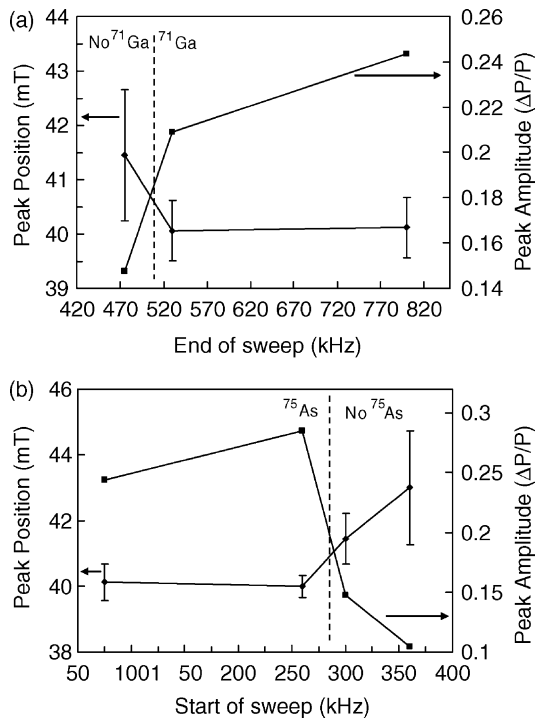 (a)
44
43
42
41
40
39
Peak Position (mT)
No ⁷¹Ga ⁷¹Ga
0.26
0.24
0.22
0.2
0.18
0.16
0.14
Peak Amplitude (ΔP/P)
420 470 520 570 620 670 720 770 820
End of sweep (kHz)
(b)
46
44
42
40
38
Peak Position (mT)
⁷⁵As No ⁷⁵As
0.3
0.25
0.2
0.15
0.1
Peak Amplitude (ΔP/P)
50 1001 50 200 250 300 350 400
Start of sweep (kHz)